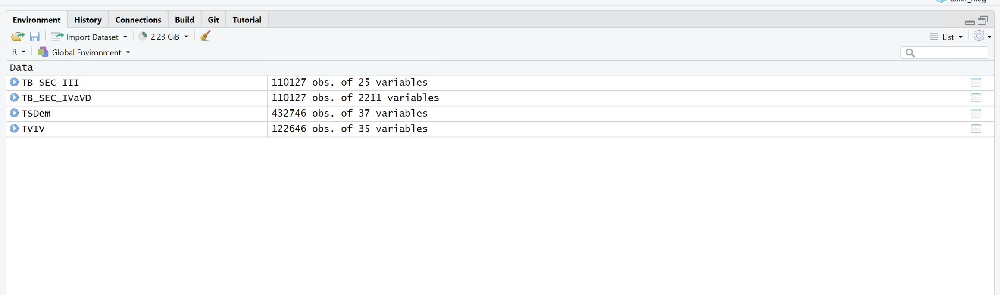 taller_meg
Environment History Connections Build Git Tutorial
Import Dataset 2.23 GiB List
R Global Environment
Data
TB_SEC_III 110127 obs. of 25 variables
TB_SEC_IVaVD 110127 obs. of 2211 variables
TSDem 432746 obs. of 37 variables
TVIV 122646 obs. of 35 variables